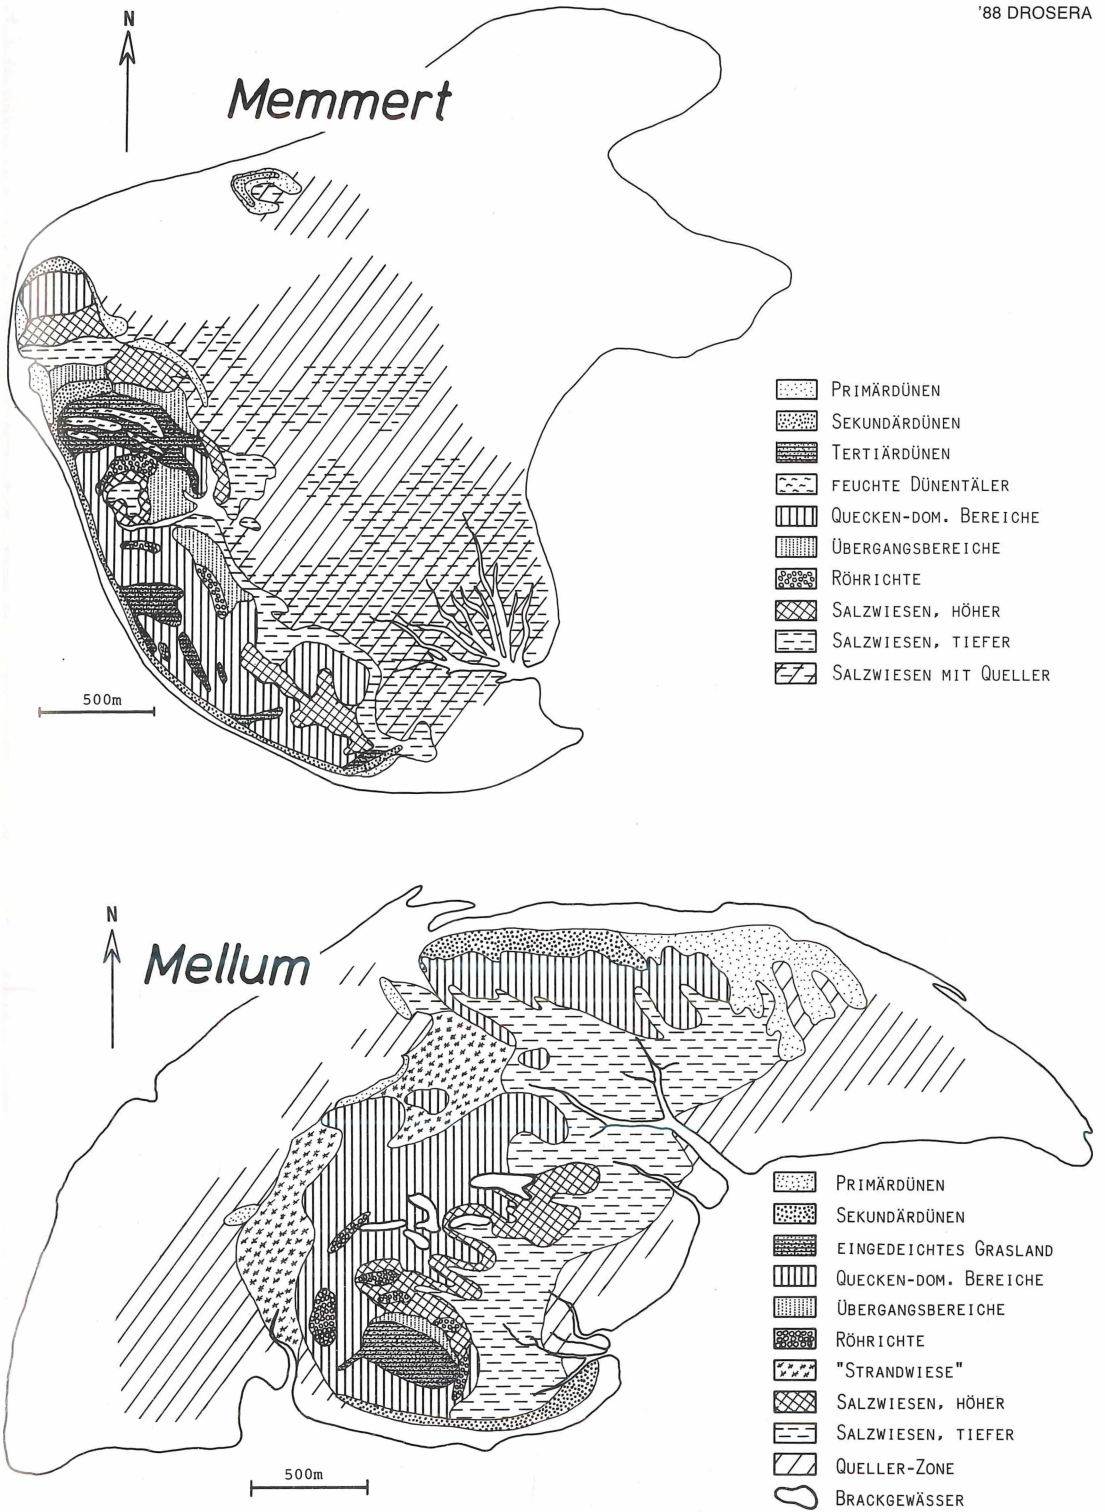 '88 DROSERA
N
Memmert
PRIMÄRDÜNEN
SEKUNDÄRDÜNEN
TERTIÄRDÜNEN
FEUCHTE DÜNENTÄLER
QUECKEN-DOM. BEREICHE
ÜBERGANGSBEREICHE
RÖHRICHTE
SALZWIESEN, HÖHER
SALZWIESEN, TIEFER
SALZWIESEN MIT QUELLER
500m
N
Mellum
PRIMÄRDÜNEN
SEKUNDÄRDÜNEN
EINGEDEICHTES GRASLAND
QUECKEN-DOM. BEREICHE
ÜBERGANGSBEREICHE
RÖHRICHTE
"STRANDWIESE"
SALZWIESEN, HÖHER
SALZWIESEN, TIEFER
QUELLER-ZONE
BRACKGEWÄSSER
500m